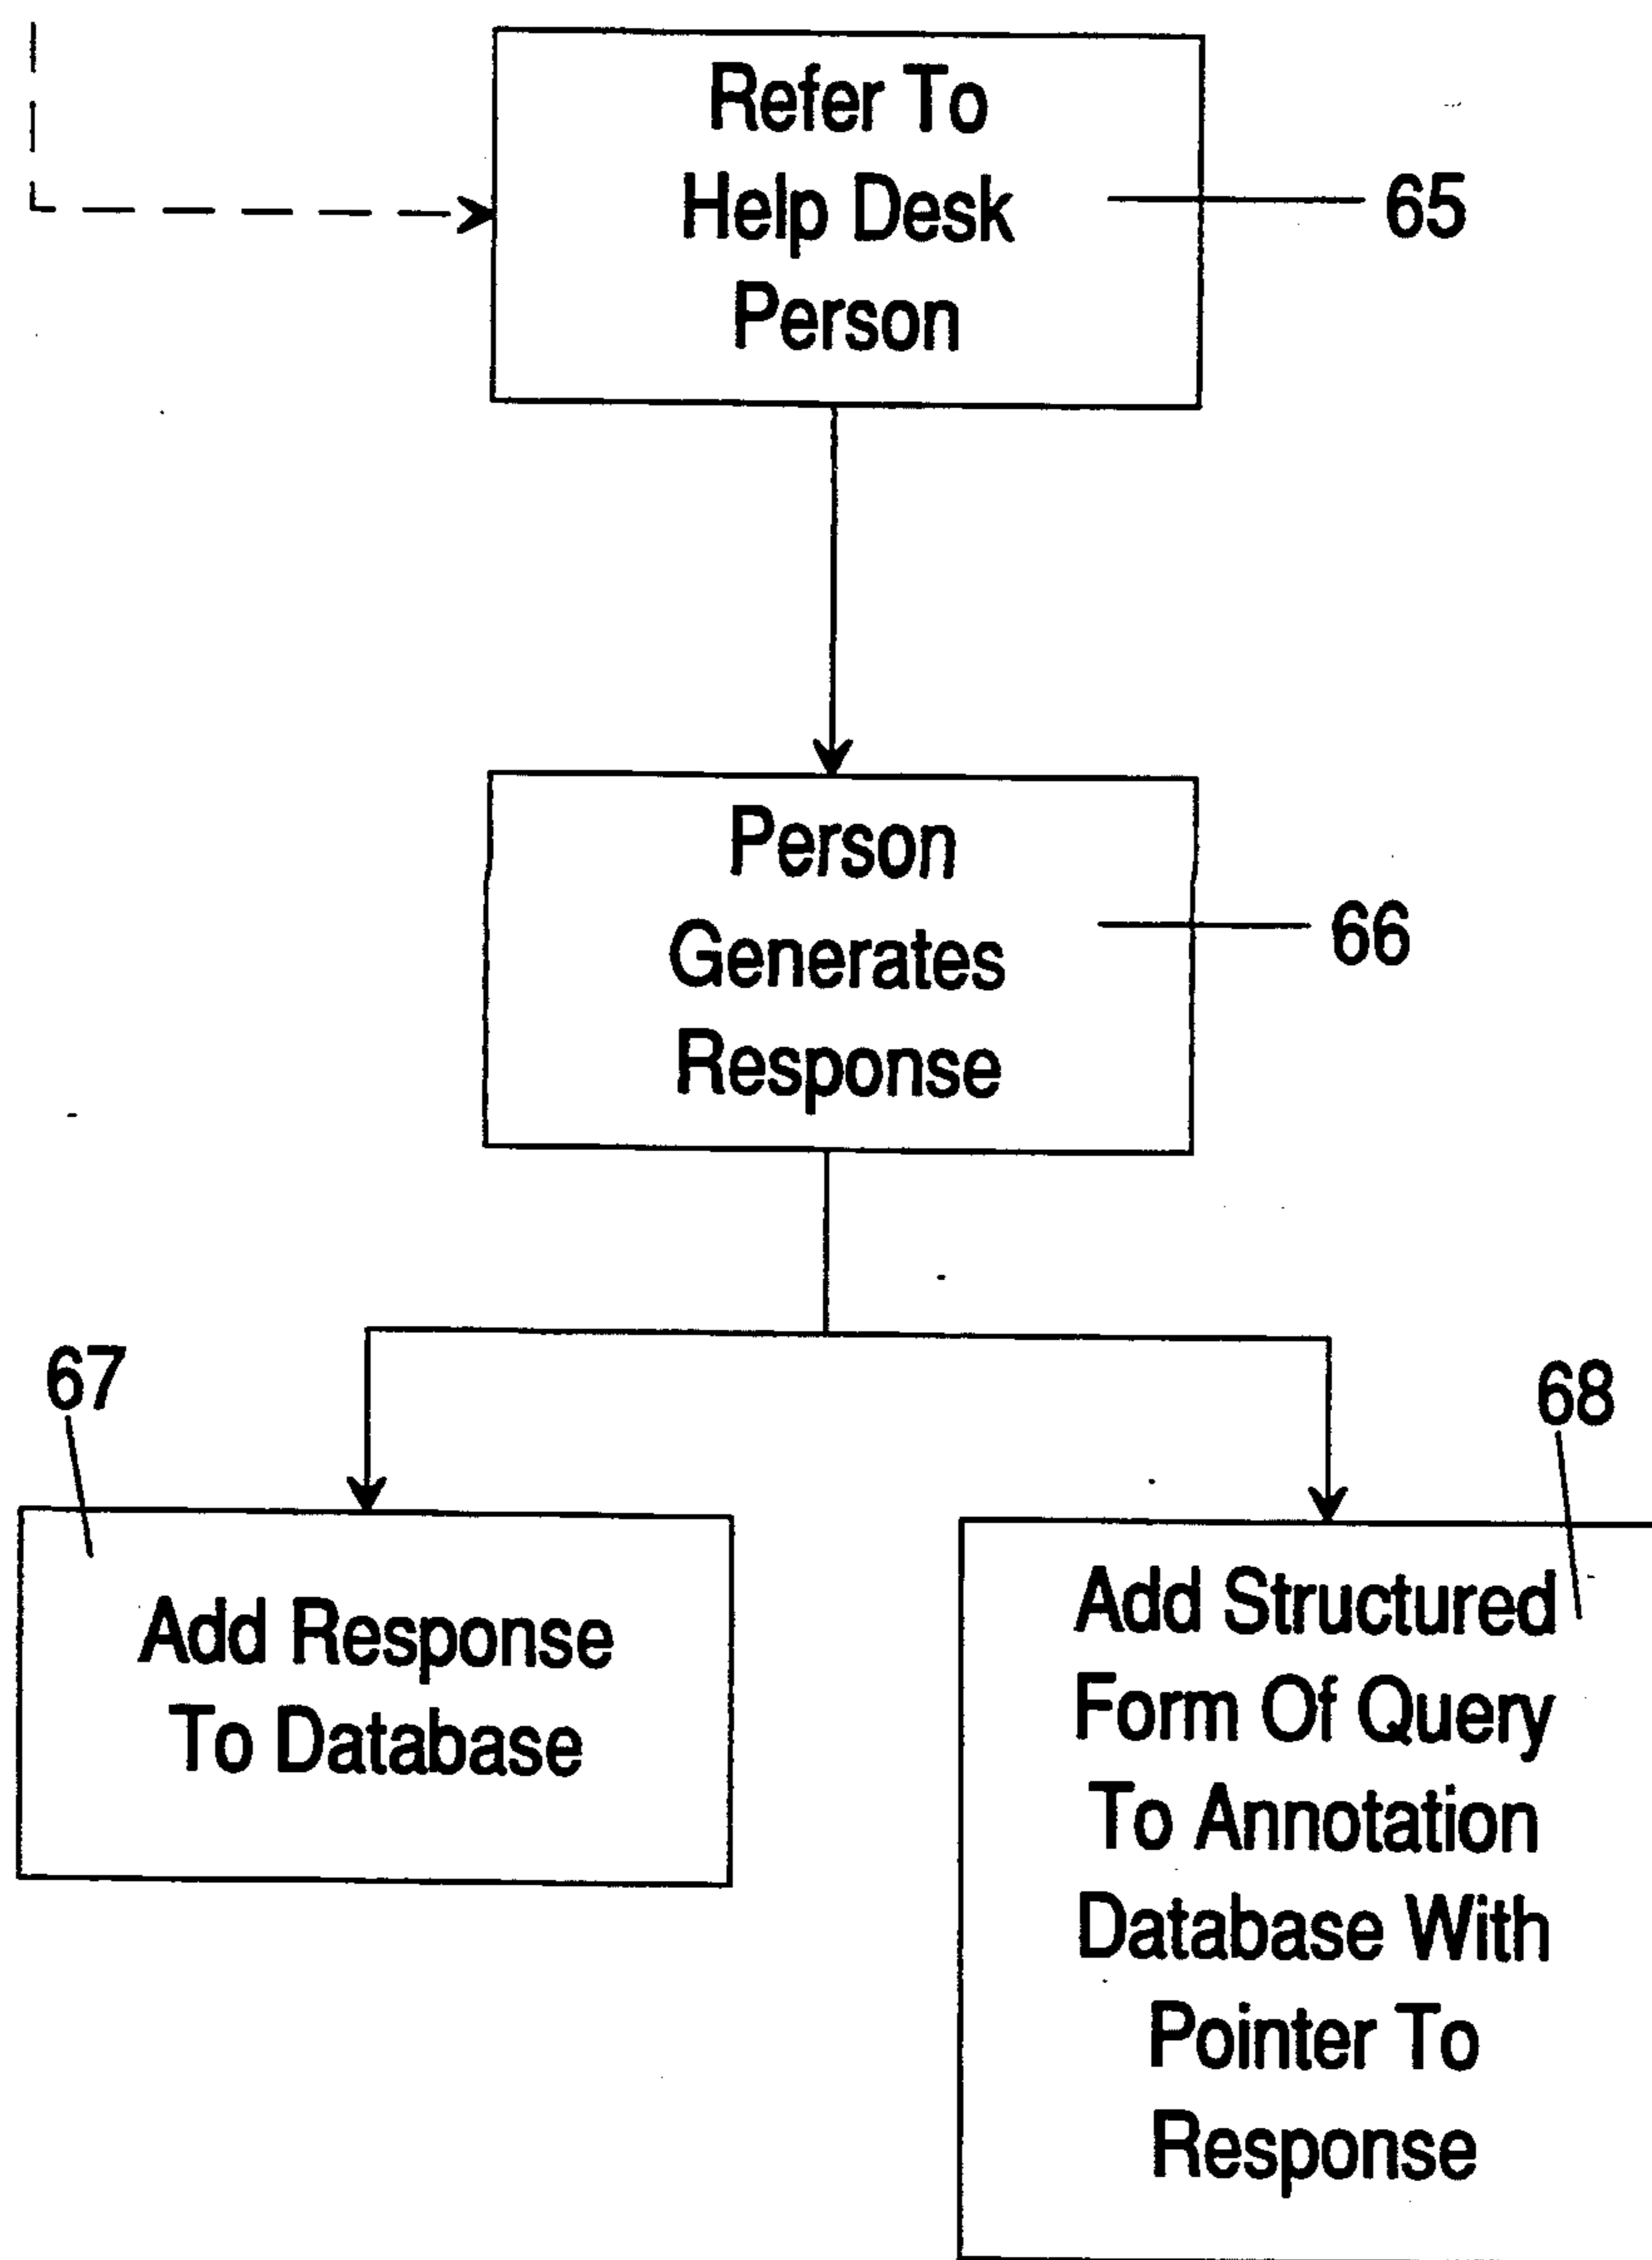 Refer To
Help Desk
Person
65
Person
Generates
Response
66
67
Add Response
To Database
68
Add Structured
Form Of Query
To Annotation
Database With
Pointer To
Response